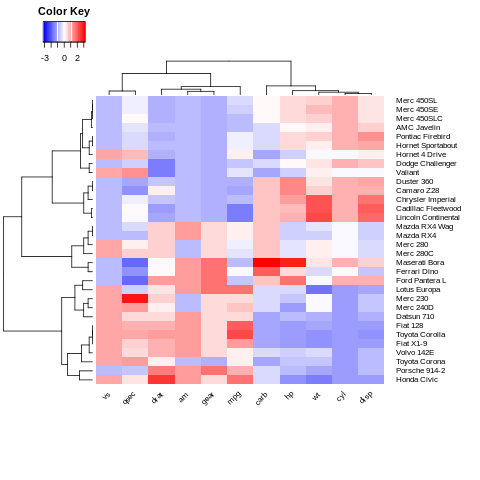 Color Key
-3 0 2
Merc 450SL
Merc 450SE
Merc 450SLC
AMC Javelin
Pontiac Firebird
Hornet Sportabout
Hornet 4 Drive
Dodge Challenger
Valiant
Duster 360
Camaro Z28
Chrysler Imperial
Cadillac Fleetwood
Lincoln Continental
Mazda RX4 Wag
Mazda RX4
Merc 280
Merc 280C
Maserati Bora
Ferrari Dino
Ford Pantera L
Lotus Europa
Merc 230
Merc 240D
Datsun 710
Fiat 128
Toyota Corolla
Fiat X1-9
Volvo 142E
Toyota Corona
Porsche 914-2
Honda Civic
vs qsec drat am gear mpg carb hp wt cyl disp